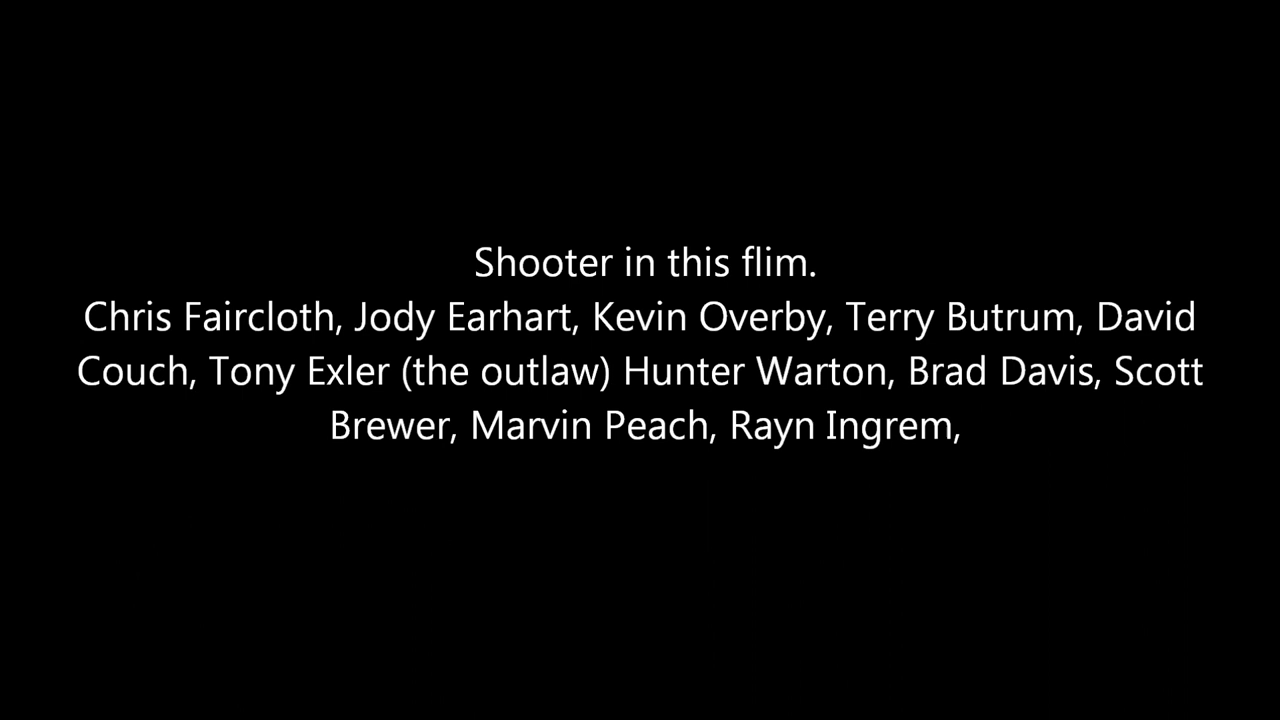 Shooter in this flim.
Chris Faircloth, Jody Earhart, Kevin Overby, Terry Butrum, David
Couch, Tony Exler (the outlaw) Hunter Warton, Brad Davis, Scott
Brewer, Marvin Peach, Rayn Ingrem,